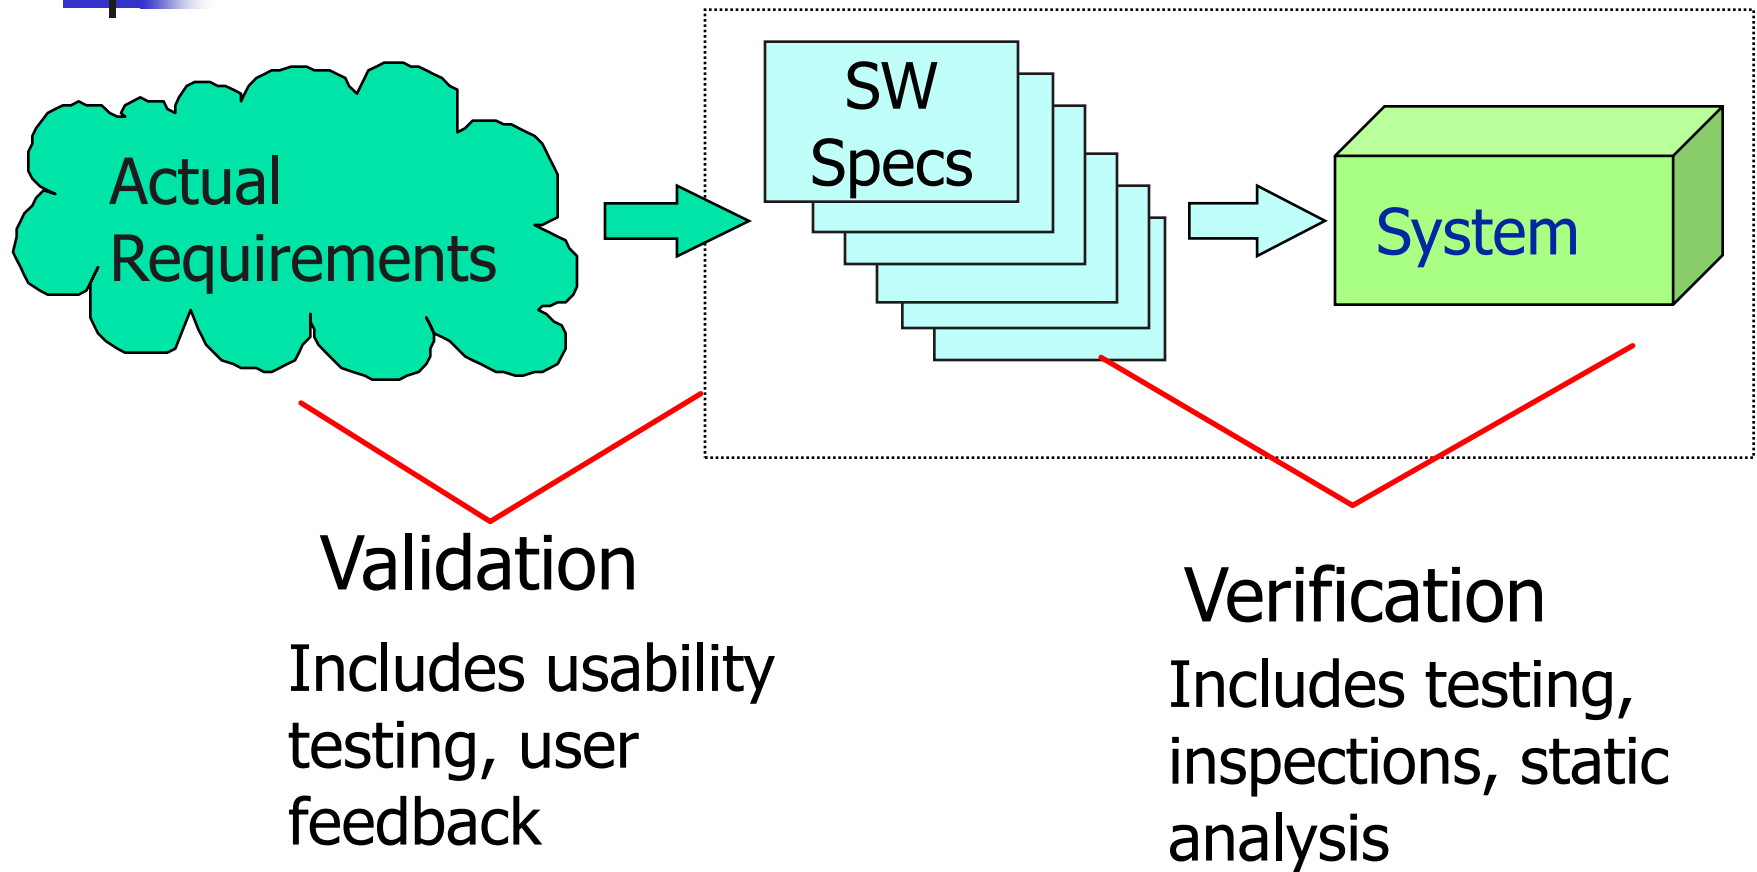 Actual
Requirements
SW
Specs
System
Validation
Includes usability
testing, user
feedback
Verification
Includes testing,
inspections, static
analysis